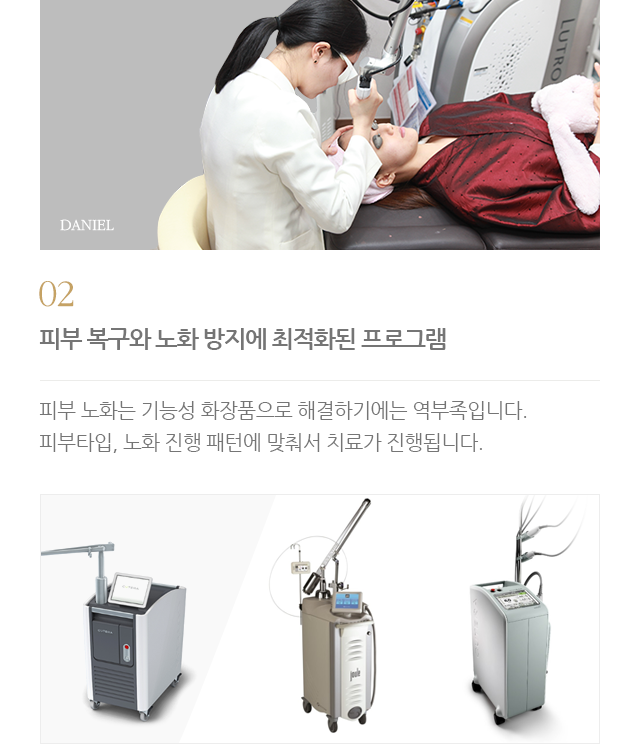 LUTRO
DANIEL
02
피부 복구와 노화 방지에 최적화된 프로그램
피부 노화는 기능성 화장품으로 해결하기에는 역부족입니다.
피부타입, 노화 진행 패턴에 맞춰서 치료가 진행됩니다.
joule